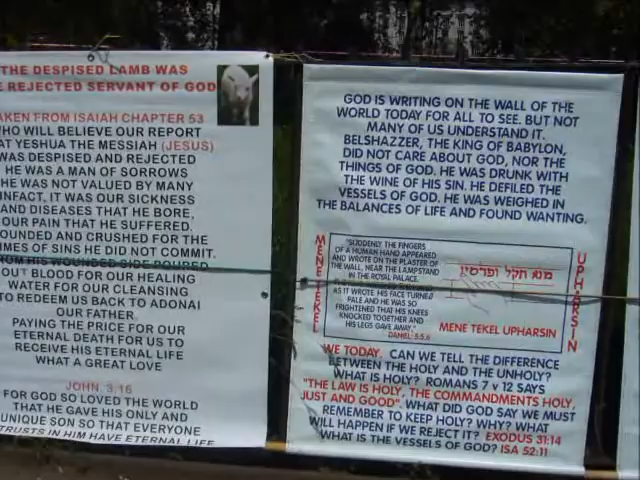 THE DESPISED LAMB WAS
REJECTED SERVANT OF GOD
TAKEN FROM ISAIAH CHAPTER 53
WHO WILL BELIEVE OUR REPORT
AT YESHUA THE MESSIAH (JESUS)
WAS DESPISED AND REJECTED
HE WAS A MAN OF SORROWS
HE WAS NOT VALUED BY MANY
INFACT, IT WAS OUR SICKNESS
AND DISEASES THAT HE BORE,
OUR PAIN THAT HE SUFFERED.
OUNDED AND CRUSHED FOR THE
IMES OF SINS HE DID NOT COMMIT.
FROM HIS WOUNDED SIDE POURED
OUT BLOOD FOR OUR HEALING
WATER FOR OUR CLEANSING
TO REDEEM US BACK TO ADONAI
OUR FATHER.
PAYING THE PRICE FOR OUR
ETERNAL DEATH FOR US TO
RECEIVE HIS ETERNAL LIFE
WHAT A GREAT LOVE
JOHN 3,16
FOR GOD SO LOVED THE WORLD
THAT HE GAVE HIS ONLY AND
UNIQUE SON SO THAT EVERYONE
TRUSTS IN HIM HAVE ETERNAL LIFE
GOD IS WRITING ON THE WALL OF THE
WORLD TODAY FOR ALL TO SEE. BUT NOT
MANY OF US UNDERSTAND IT.
BELSHAZZER, THE KING OF BABYLON,
DID NOT CARE ABOUT GOD, NOR THE
THINGS OF GOD. HE WAS DRUNK WITH
THE WINE OF HIS SIN. HE DEFILED THE
VESSELS OF GOD. HE WAS WEIGHED IN
THE BALANCES OF LIFE AND FOUND WANTING.
MENE TEKEL
"SUDDENLY, THE FINGERS
OF A HUMAN HAND APPEARED
AND WROTE ON THE PLASTER OF
THE WALL, NEAR THE LAMPSTAND
IN THE ROYAL PALACE.
AS IT WROTE HIS FACE TURNED
PALE AND HE WAS SO
FRIGHTENED THAT HIS KNEES
KNOCKED TOGETHER AND
HIS LEGS GAVE AWAY."
DANIEL: 5:5,6
מנא תקל ופרסין
MENE TEKEL UPHARSIN
UPHARSIN
WE TODAY. CAN WE TELL THE DIFFERENCE
BETWEEN THE HOLY AND THE UNHOLY?
WHAT IS HOLY? ROMANS 7 v 12 SAYS
"THE LAW IS HOLY, THE COMMANDMENTS HOLY,
JUST AND GOOD". WHAT DID GOD SAY WE MUST
REMEMBER TO KEEP HOLY? WHY? WHAT
WILL HAPPEN IF WE REJECT IT? EXODUS 31:14
WHAT IS THE VESSELS OF GOD? ISA 52:11